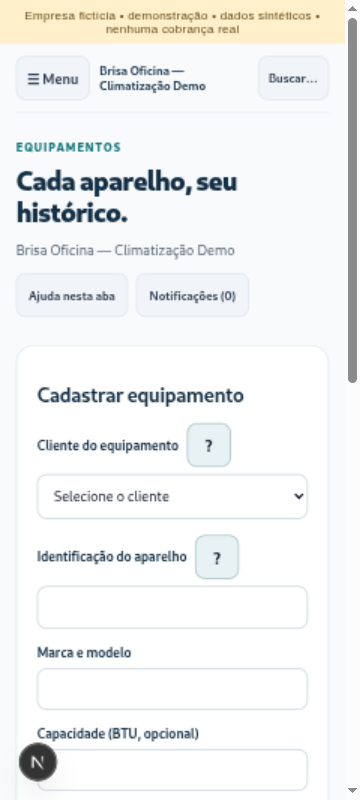 Empresa fictícia • demonstração • dados sintéticos •
nenhuma cobrança real
☰ Menu
Brisa Oficina —
Climatização Demo
Buscar...
EQUIPAMENTOS
Cada aparelho, seu
histórico.
Brisa Oficina — Climatização Demo
Ajuda nesta aba
Notificações (0)
Cadastrar equipamento
Cliente do equipamento ?
Selecione o cliente
Identificação do aparelho ?
Marca e modelo
Capacidade (BTU, opcional)
N